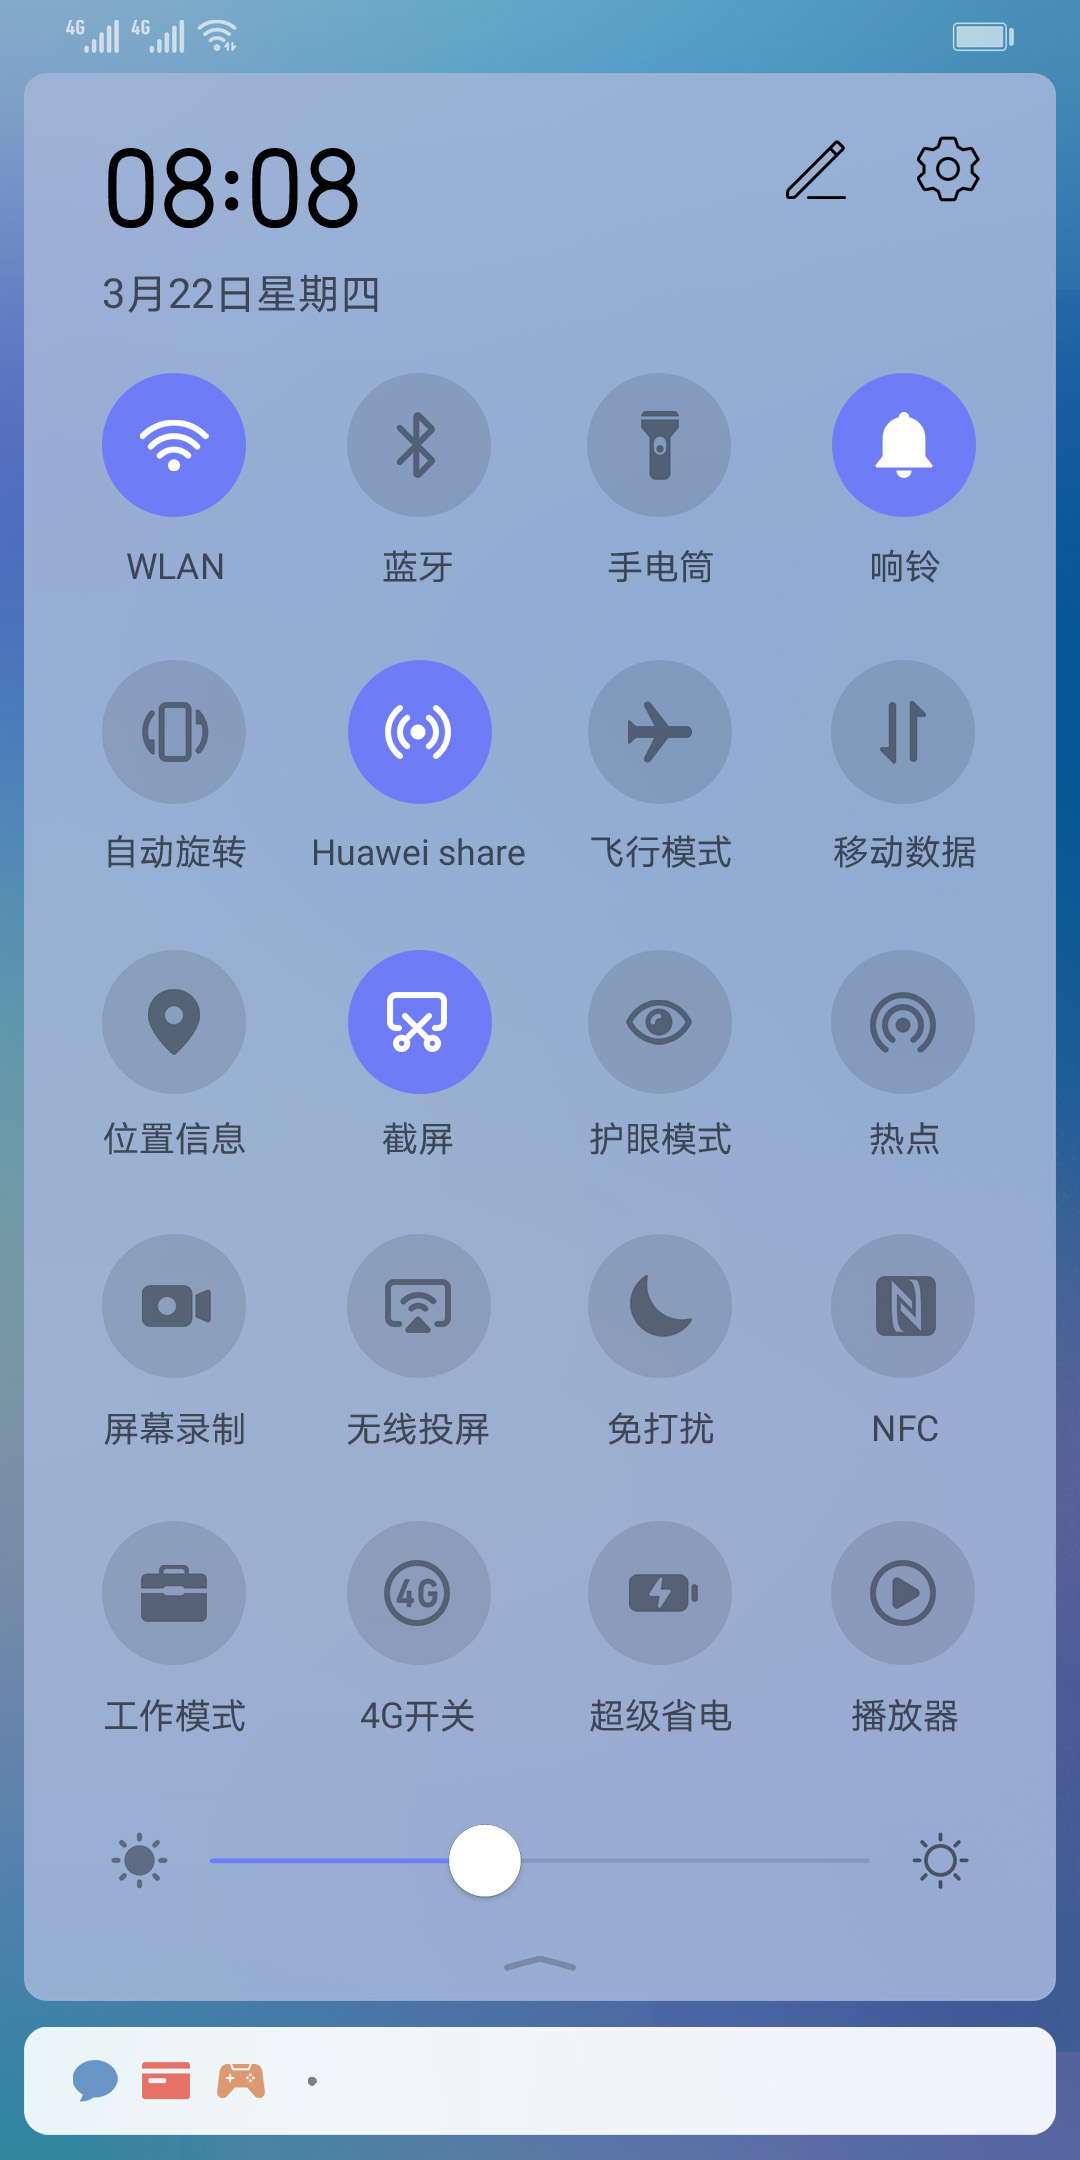 4G 4G
08:08
3月22日星期四
WLAN 蓝牙 手电筒 响铃
自动旋转 Huawei share 飞行模式 移动数据
位置信息 截屏 护眼模式 热点
屏幕录制 无线投屏 免打扰 NFC
4G
工作模式 4G开关 超级省电 播放器